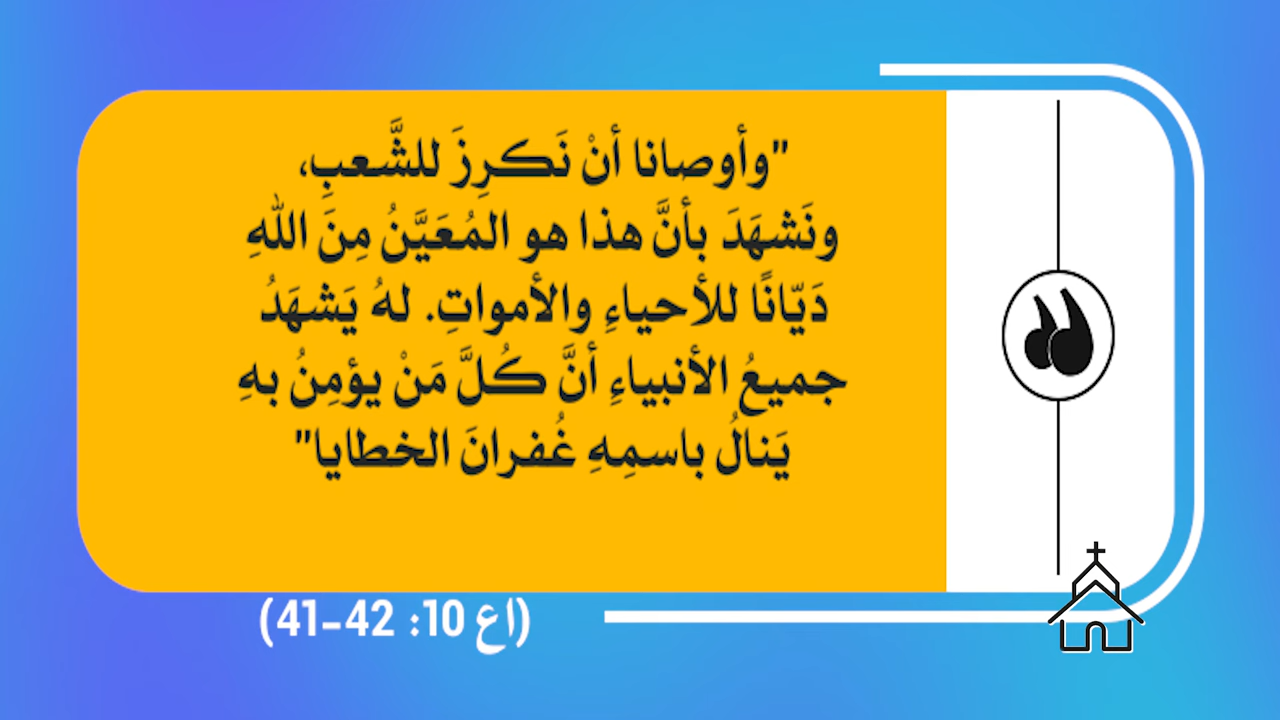 "وأوصانا أنْ نَكرِزَ للشَّعبِ،
ونَشهَدَ بأنَّ هذا هو المُعَيَّنُ مِنَ اللهِ
دَيّانًا للأحياءِ والأمواتِ. لهُ يَشهَدُ
جميعُ الأنبياءِ أنَّ كُلَّ مَنْ يؤمِنُ بهِ
يَنالُ باسمِهِ غُفرانَ الخطايا"
(اع 10: 42-41)